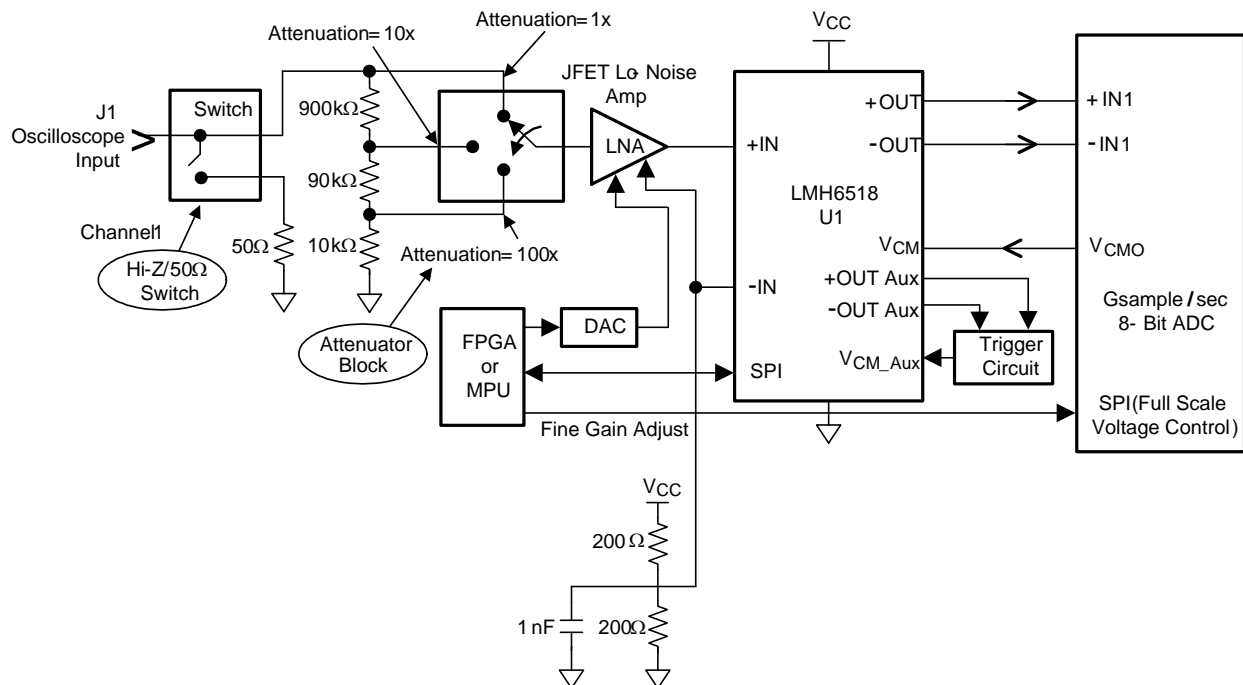 Attenuation=1x
VCC
Attenuation=10x
JFET Lo Noise
Amp
J1
Oscilloscope
Input
Switch
900kΩ
LNA
+IN
+OUT
-OUT
+IN1
-IN1
90kΩ
LMH6518
U1
Channel1
Hi-Z/50Ω
Switch
50Ω
10kΩ
Attenuation=100x
VCM
VCMO
-IN
+OUT Aux
-OUT Aux
Gsample/sec
8- Bit ADC
Attenuator
Block
FPGA
or
MPU
DAC
SPI
VCM_Aux
Trigger
Circuit
Fine Gain Adjust
SPI(Full Scale
Voltage Control)
VCC
200Ω
1nF
200Ω